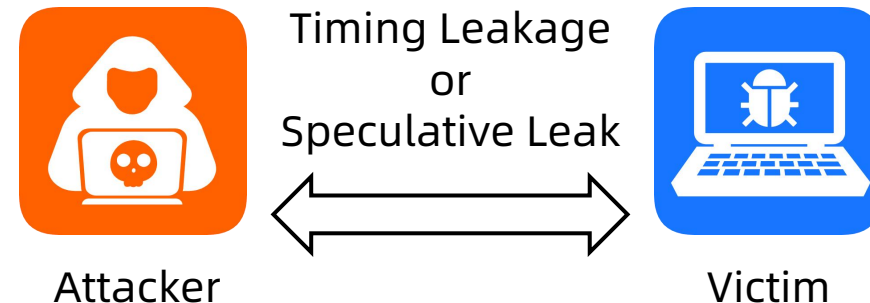 Timing Leakage
or
Speculative Leak
Attacker
Victim